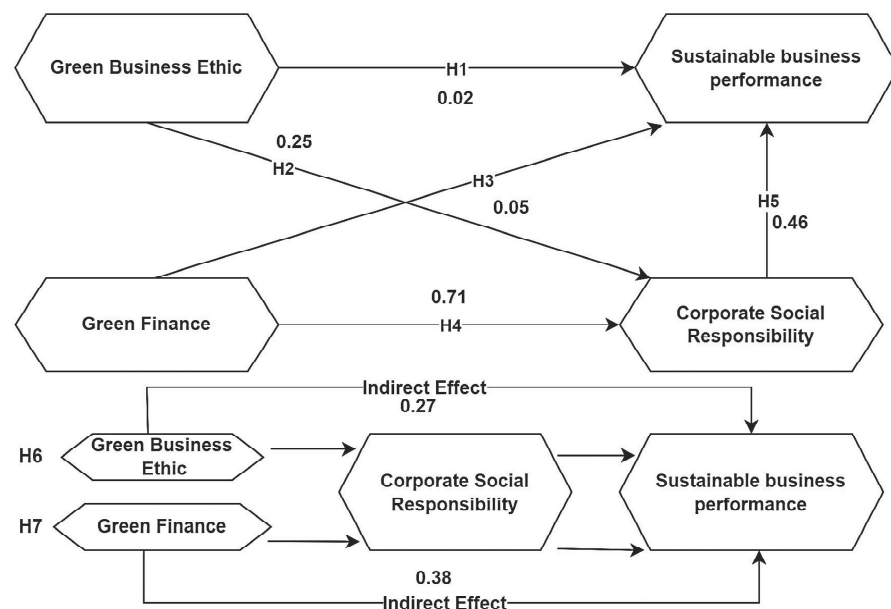 Green Business Ethic
H1
0.02
Sustainable business
performance
0.25
H2
H3
0.05
H5
0.46
Green Finance
0.71
H4
Corporate Social
Responsibility
Indirect Effect
0.27
H6
Green Business
Ethic
Corporate Social
Responsibility
Sustainable business
performance
H7
Green Finance
0.38
Indirect Effect